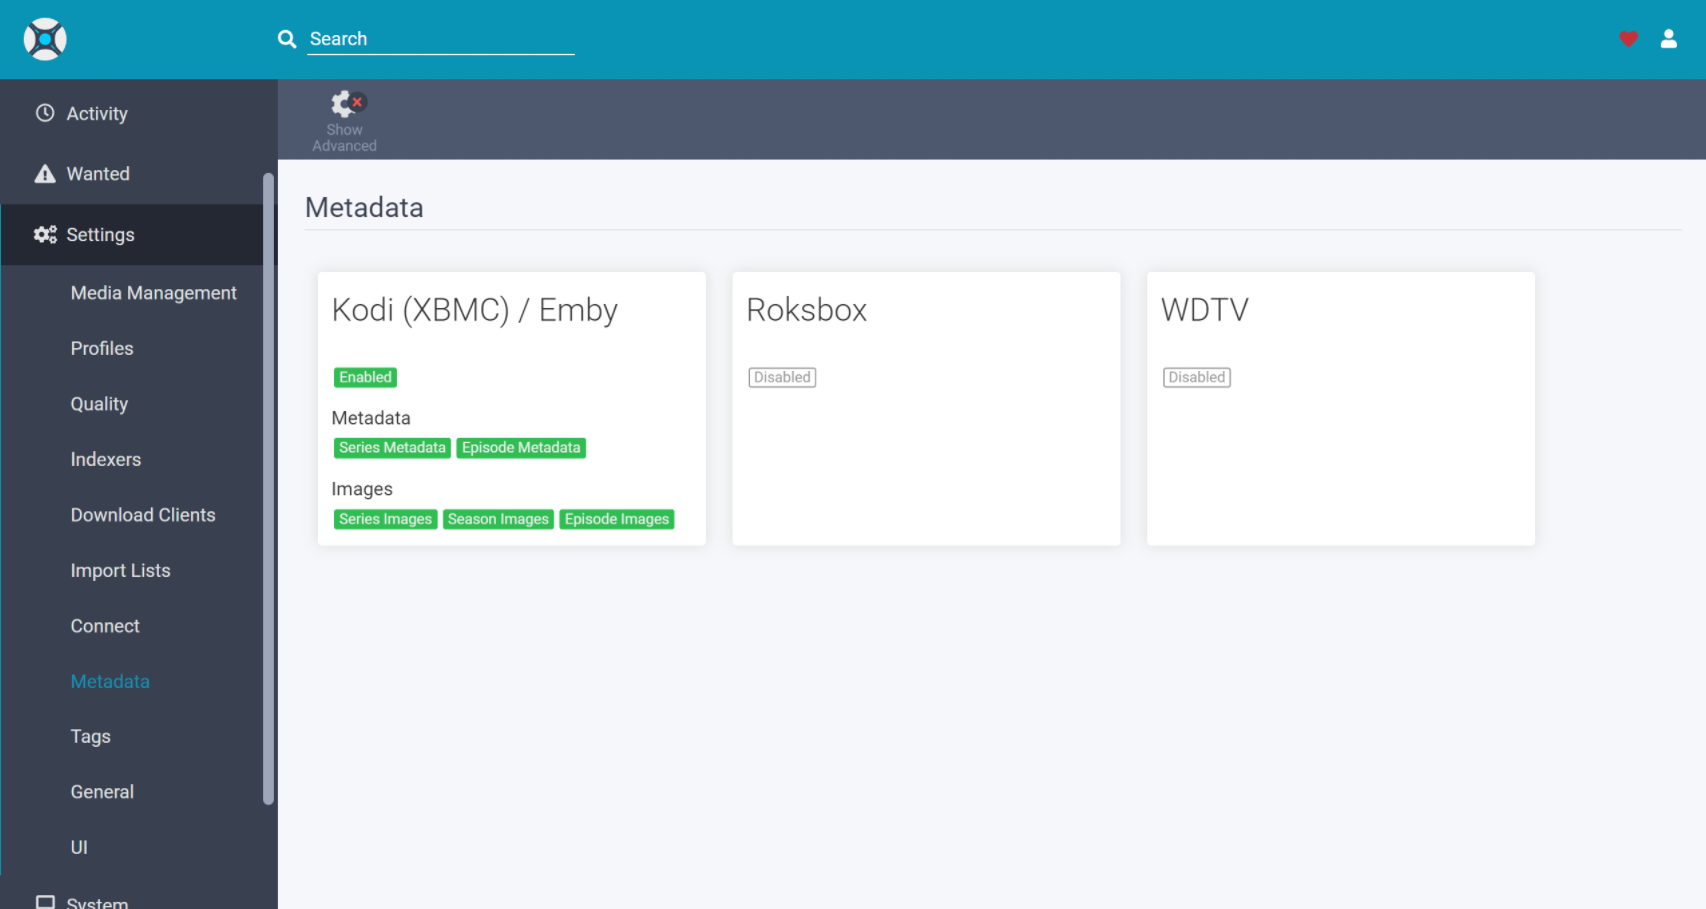 Search
Activity
Wanted
Settings
Media Management
Profiles
Quality
Indexers
Download Clients
Import Lists
Connect
Metadata
Tags
General
UI
System
Show
Advanced
Metadata
Kodi (XBMC) / Emby
Enabled
Metadata
Series Metadata Episode Metadata
Images
Series Images Season Images Episode Images
Roksbox
Disabled
WDTV
Disabled